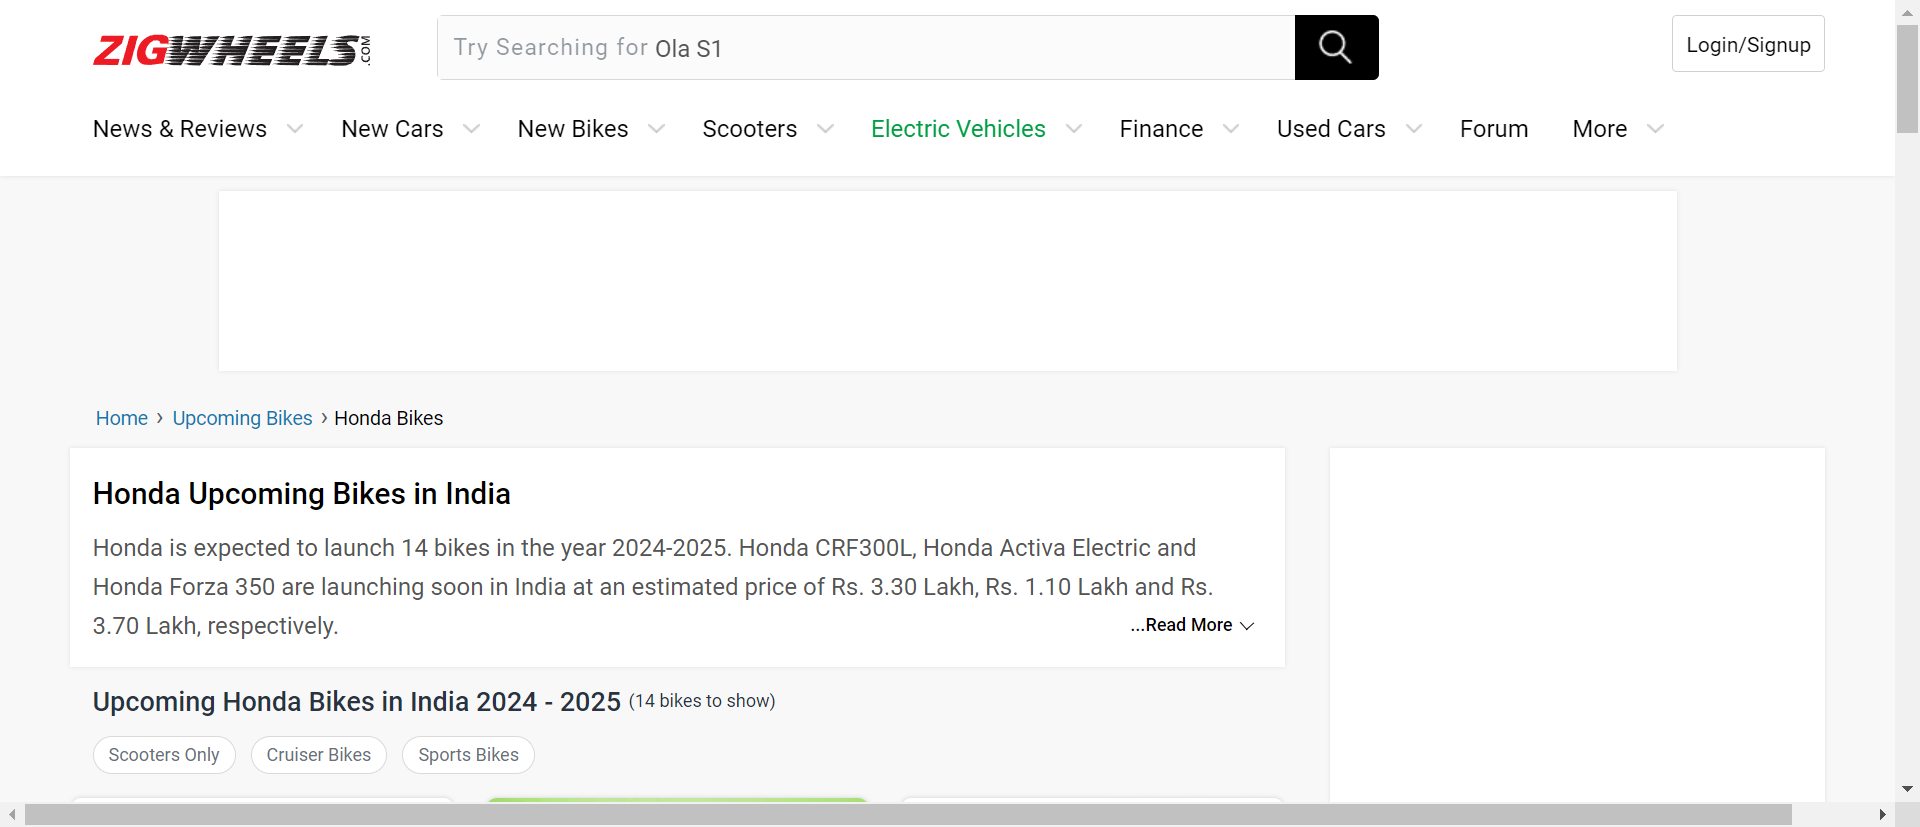 ZIGWHEELS.COM
Try Searching for Ola S1
Login/Signup
News & Reviews New Cars New Bikes Scooters Electric Vehicles Finance Used Cars Forum More
Home › Upcoming Bikes › Honda Bikes
Honda Upcoming Bikes in India
Honda is expected to launch 14 bikes in the year 2024-2025. Honda CRF300L, Honda Activa Electric and
Honda Forza 350 are launching soon in India at an estimated price of Rs. 3.30 Lakh, Rs. 1.10 Lakh and Rs.
3.70 Lakh, respectively.
...Read More
Upcoming Honda Bikes in India 2024 - 2025 (14 bikes to show)
Scooters Only Cruiser Bikes Sports Bikes